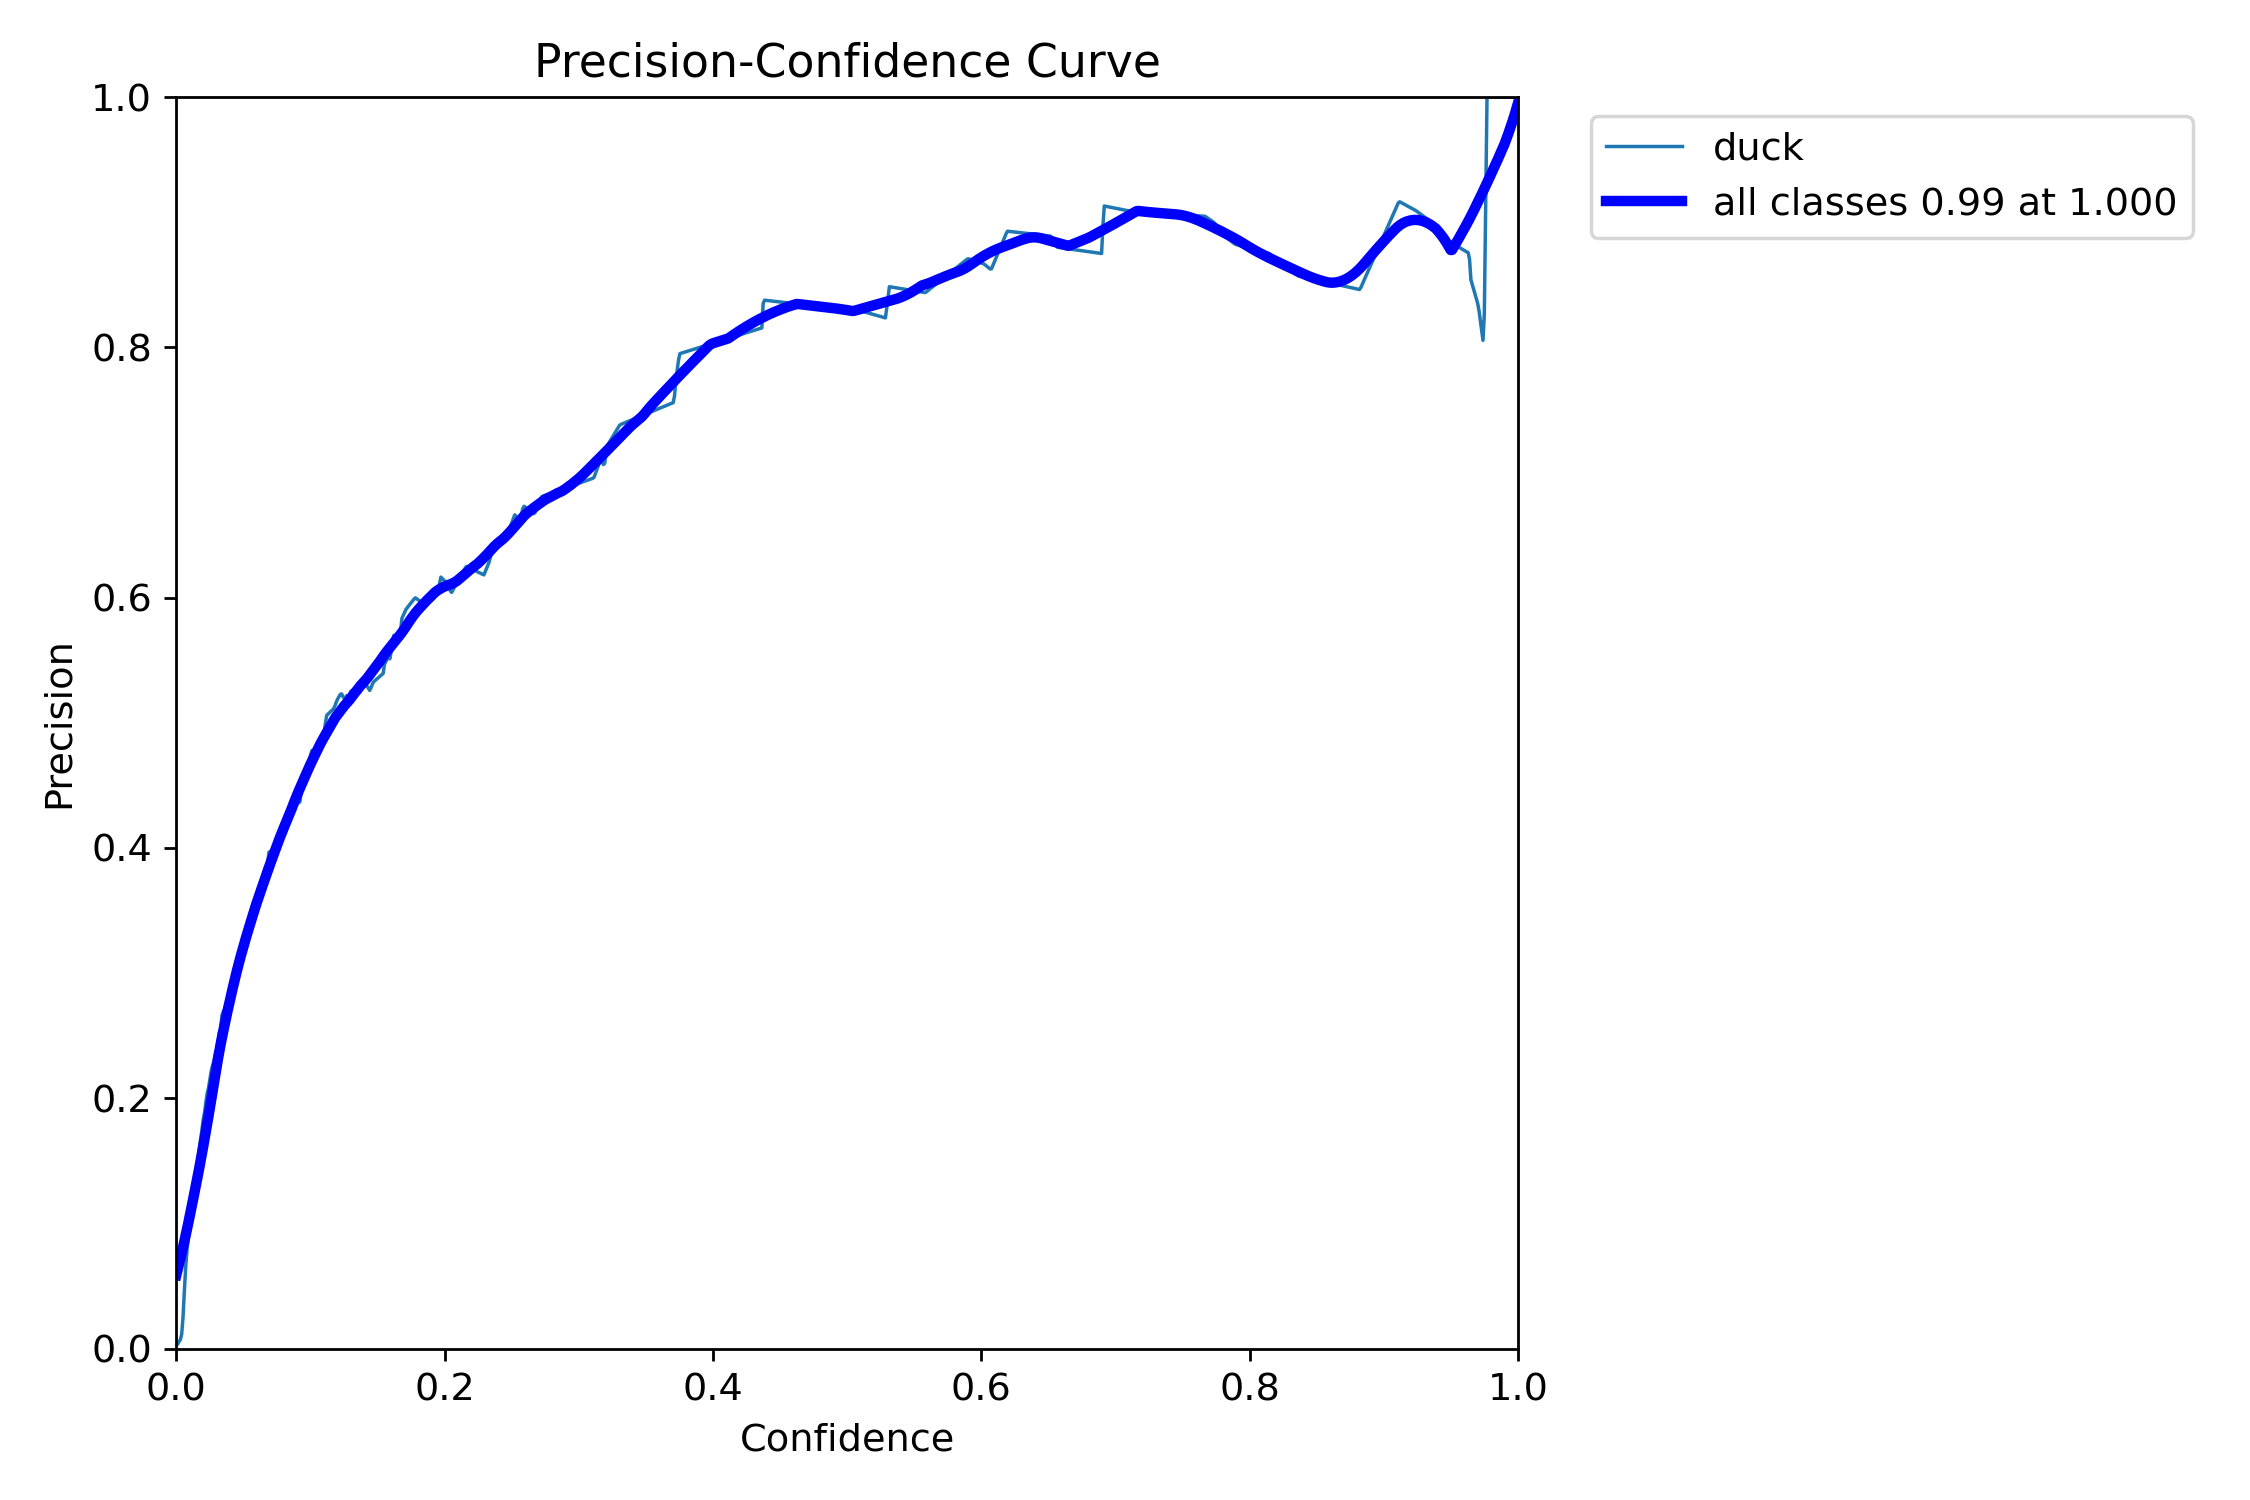 Precision-Confidence Curve
duck
all classes 0.99 at 1.000
1.0
0.8
0.6
0.4
0.2
0.0
Precision
0.0 0.2 0.4 0.6 0.8 1.0
Confidence